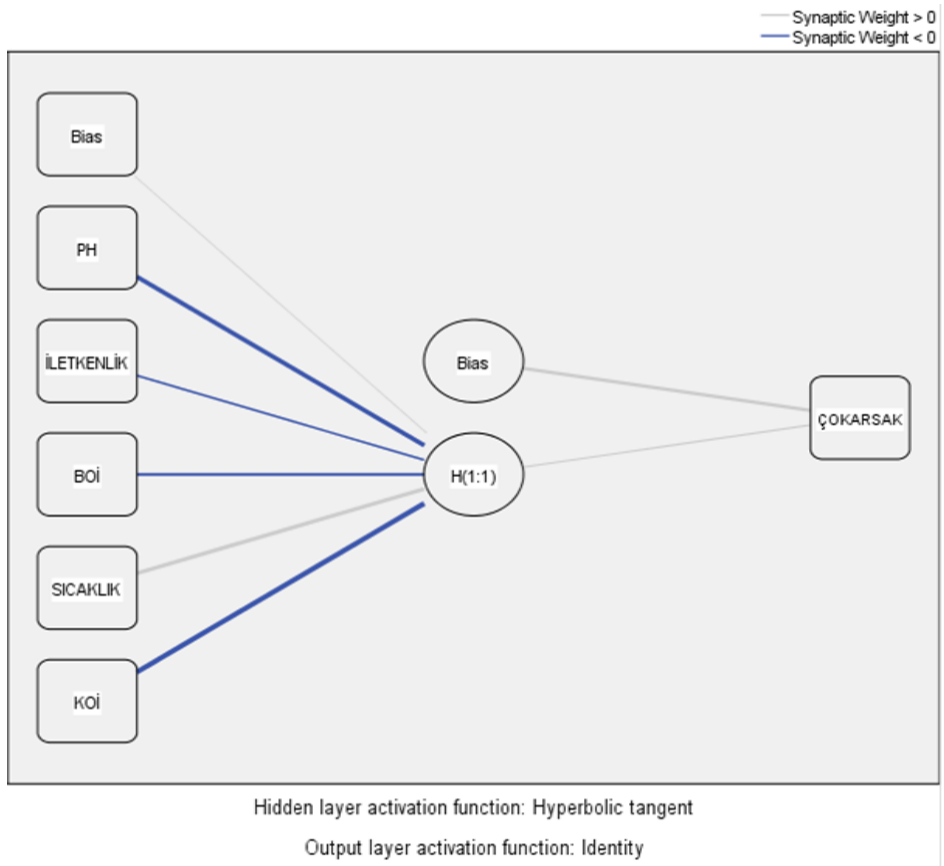 Synaptic Weight > 0
Synaptic Weight < 0
Bias
PH
İLETKENLİK
BOİ
SICAKLIK
KOİ
Bias
H(1:1)
ÇOKARSAK
Hidden layer activation function: Hyperbolic tangent
Output layer activation function: Identity